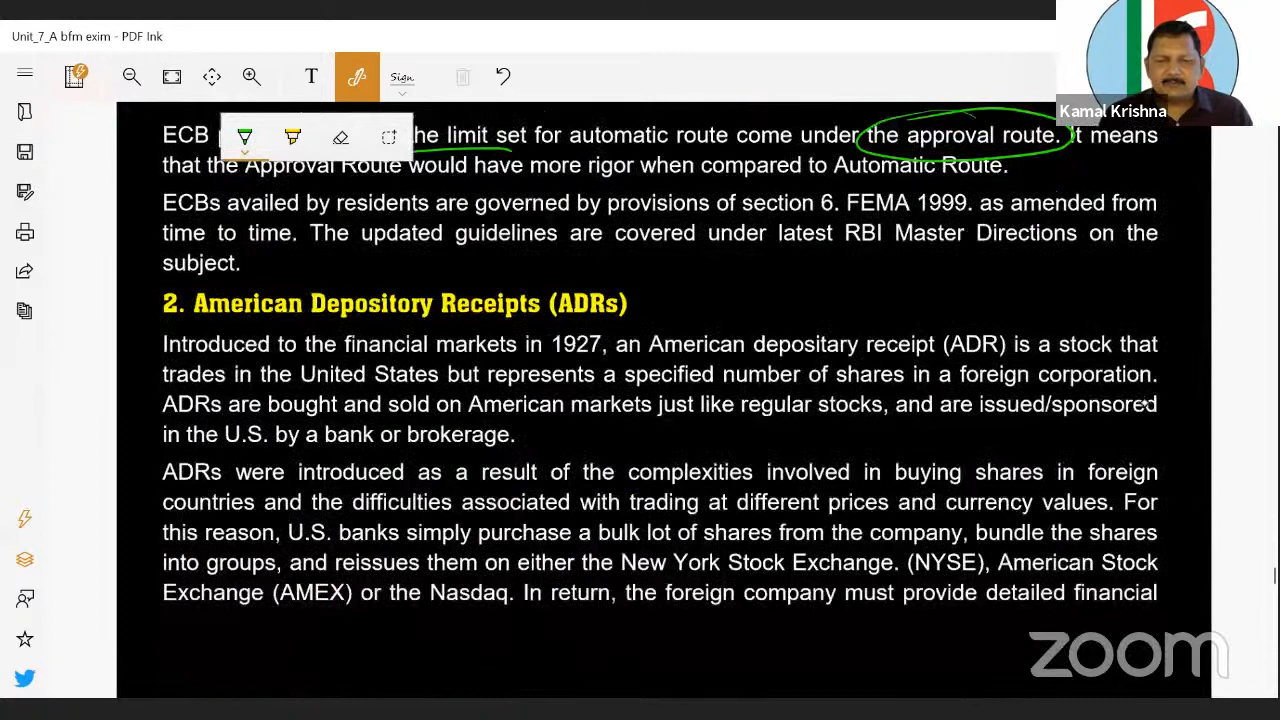 Unit_7_A bfm exim - PDF Ink
T
Sign
Kamal Krishna
ECB he limit set for automatic route come under the approval route. It means
that the Approval Route would have more rigor when compared to Automatic Route.
ECBs availed by residents are governed by provisions of section 6. FEMA 1999. as amended from
time to time. The updated guidelines are covered under latest RBI Master Directions on the
subject.
2. American Depository Receipts (ADRs)
Introduced to the financial markets in 1927, an American depositary receipt (ADR) is a stock that
trades in the United States but represents a specified number of shares in a foreign corporation.
ADRs are bought and sold on American markets just like regular stocks, and are issued/sponsored
in the U.S. by a bank or brokerage.
ADRs were introduced as a result of the complexities involved in buying shares in foreign
countries and the difficulties associated with trading at different prices and currency values. For
this reason, U.S. banks simply purchase a bulk lot of shares from the company, bundle the shares
into groups, and reissues them on either the New York Stock Exchange. (NYSE), American Stock
Exchange (AMEX) or the Nasdaq. In return, the foreign company must provide detailed financial
zoom